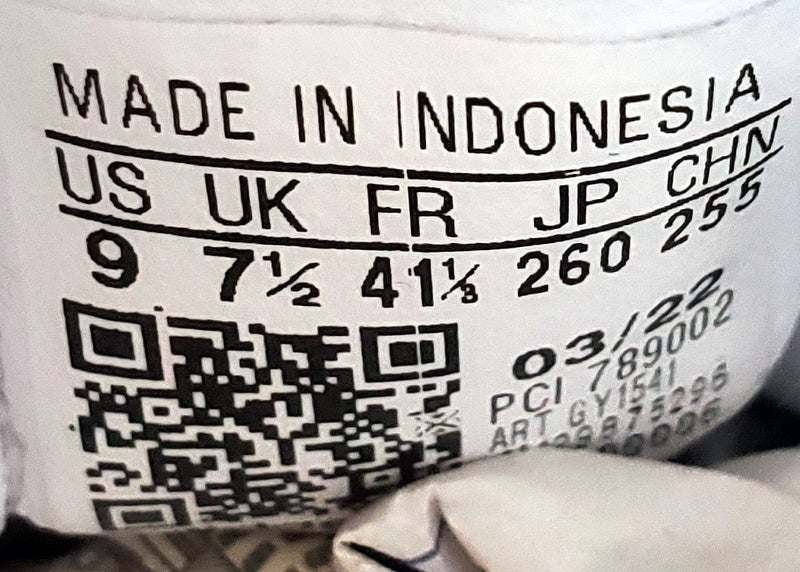 MADE IN INDONESIA
US UK FR JP CHN
9 7½ 41⅓ 260 255
03/22
PCI 789002
ART GY1541